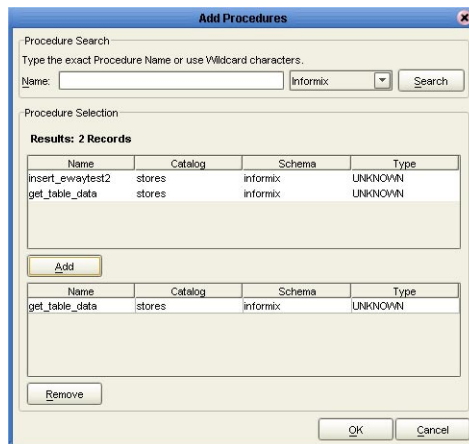 Add Procedures
Procedure Search
Type the exact Procedure Name or use Wildcard characters.
Name: Informix Search
Procedure Selection
Results: 2 Records
Name Catalog Schema Type
insert_ewaytest2 stores informix UNKNOWN
get_table_data stores informix UNKNOWN
Add
Name Catalog Schema Type
get_table_data stores informix UNKNOWN
Remove
OK Cancel